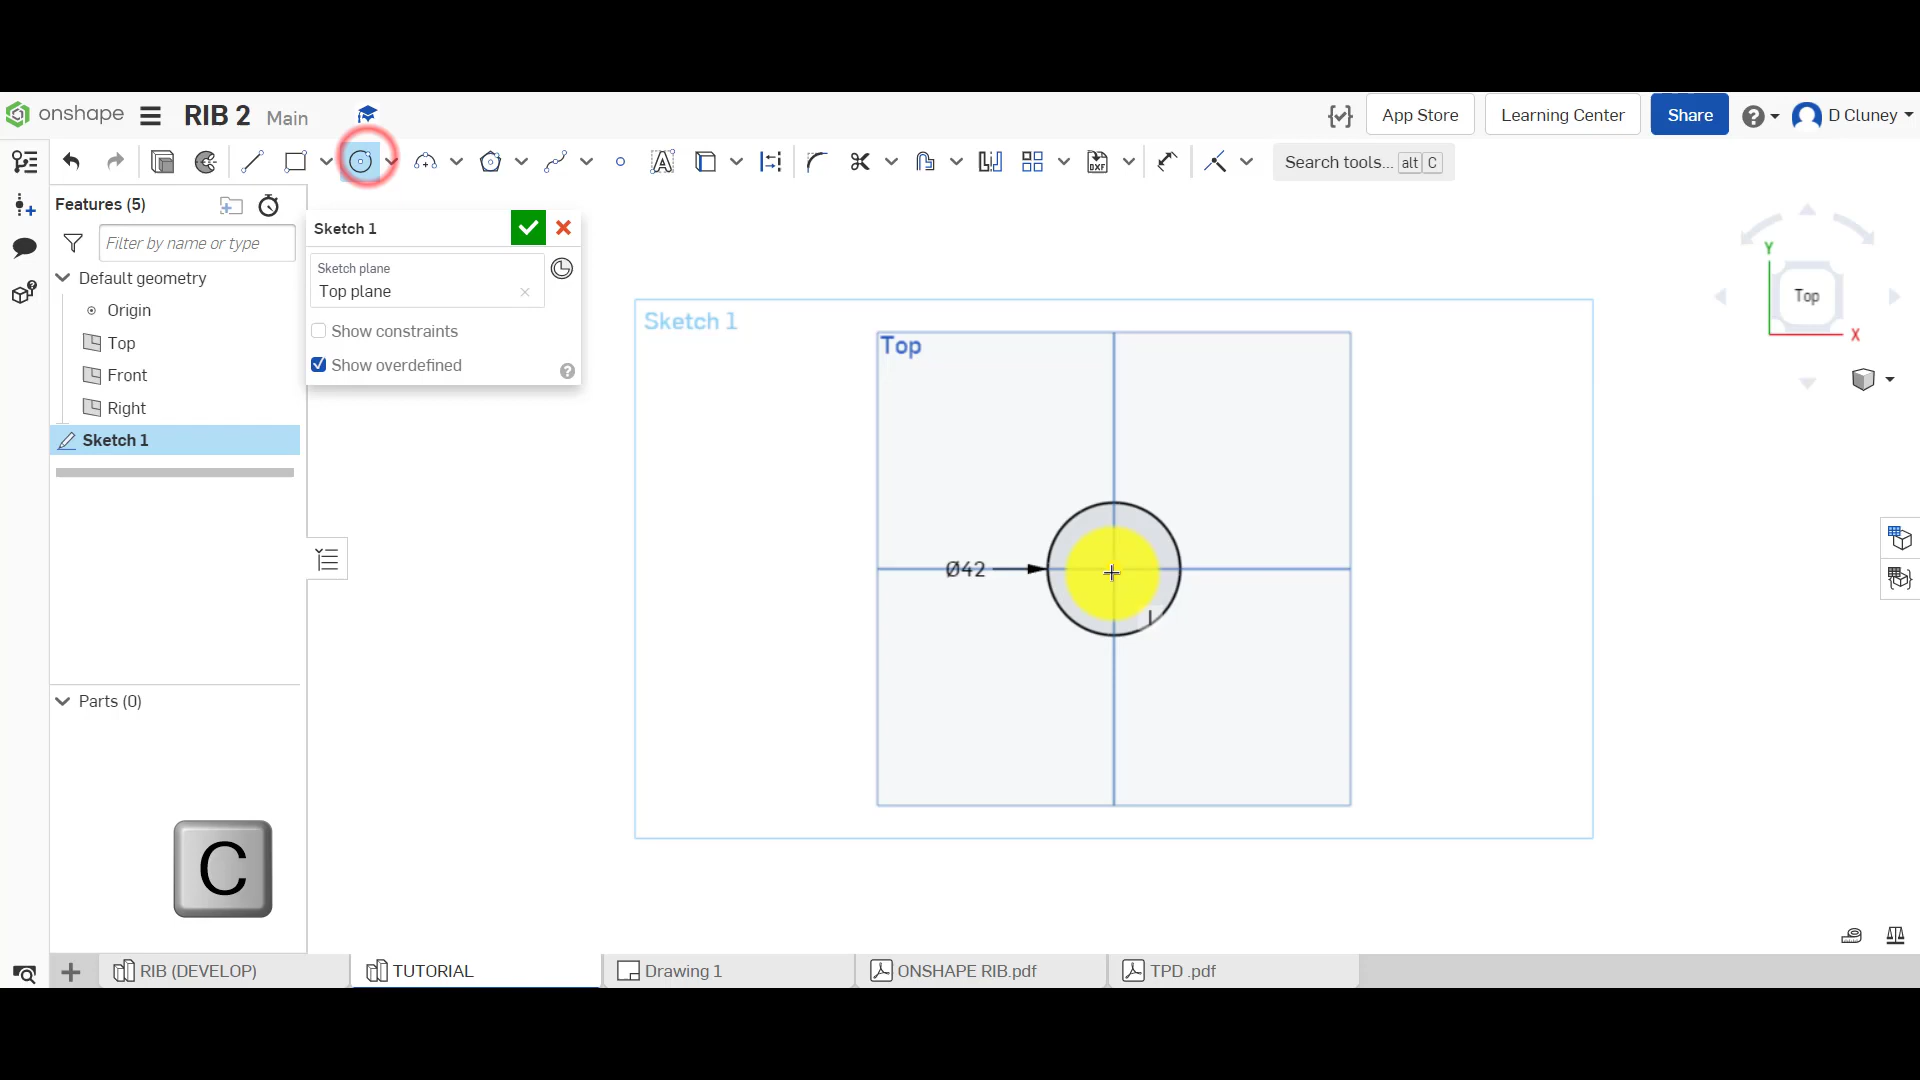 onshape RIB 2 Main App Store Learning Center Share D Cluney
Search tools... alt C
Features (5)
Filter by name or type
Default geometry
Origin
Top
Front
Right
Sketch 1
Parts (0)
Sketch 1
Sketch plane
Top plane
Show constraints
Show overdefined
Sketch 1
Top
Ø42
Y
Top
X
C
RIB (DEVELOP) TUTORIAL Drawing 1 ONSHAPE RIB.pdf TPD .pdf